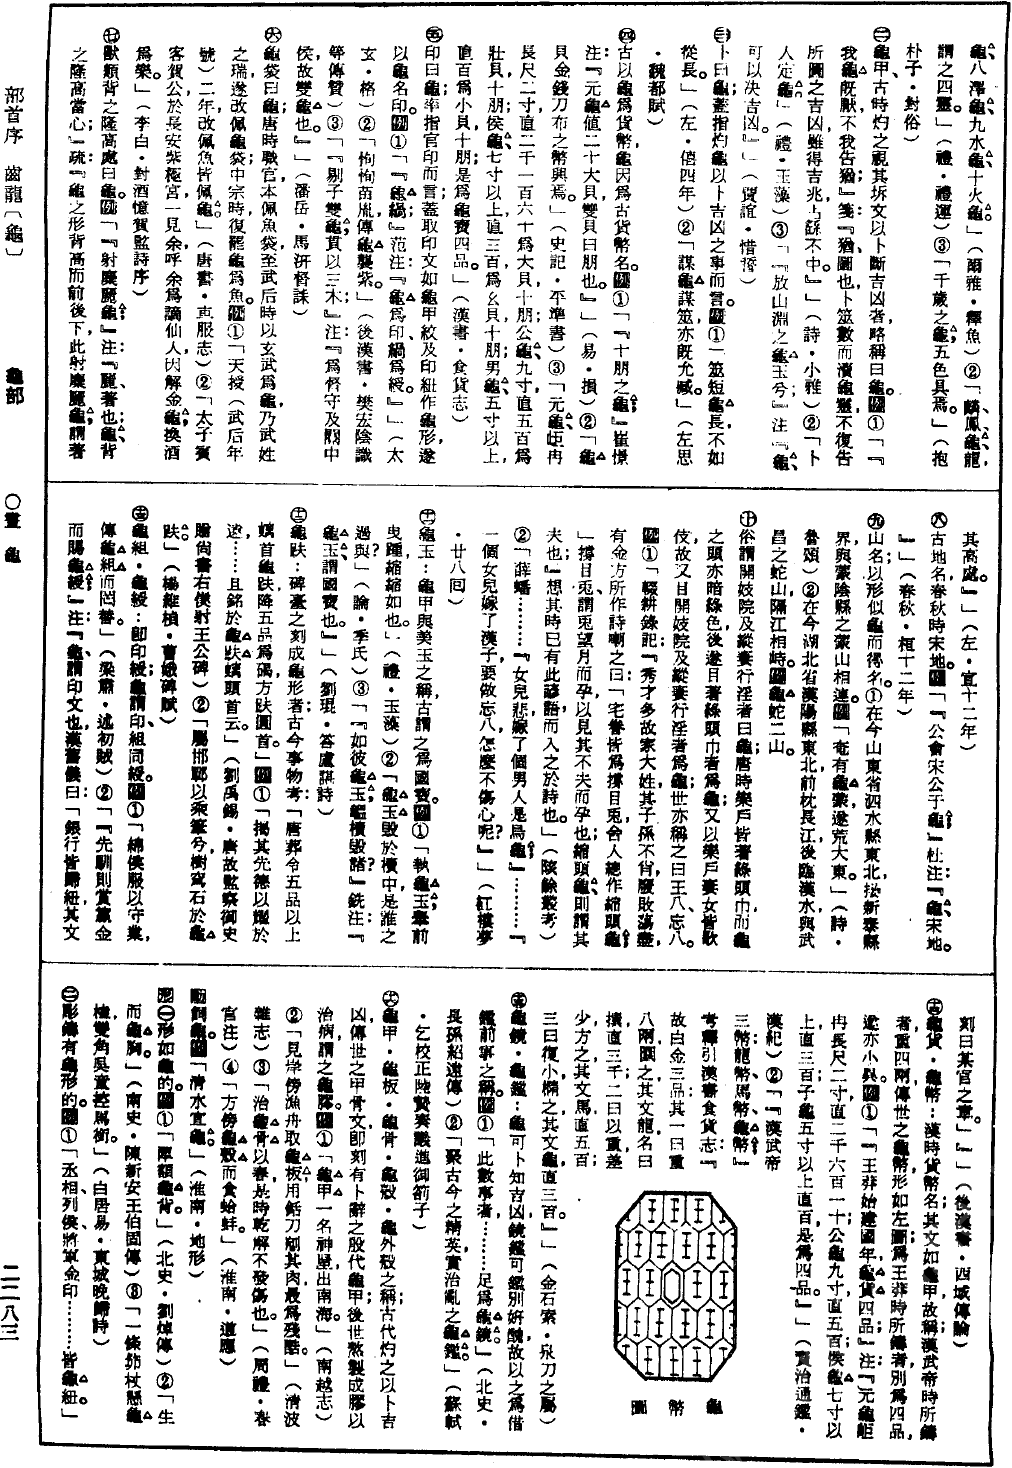 龜,八澤龜,九水龜,十火龜。」(爾雅·釋魚)②「麟、鳳、龜、龍,
謂之四靈。」(禮·禮運)③「千歲之龜,五色具焉。」(抱
朴子·對俗)
㊁龜甲,古時灼之視其坼文以卜斷吉凶者,略稱曰龜。例①「『
我龜既厭,不我告猶』箋『猶,圖也,卜筮數而瀆龜,靈不復告
所圖之吉凶,雖得吉兆,占繇不中。』」(詩·小雅)②「卜
人定龜。」(禮·玉藻)③「『放山淵之龜玉兮』注『龜、
可以決吉凶。』」(賈誼·惜誓)
㊂卜曰龜,蓋指灼龜以卜吉凶之事而言。例①「筮短龜長,不如
從長。」(左·僖四年)②「謀龜謀筮,亦既允臧。」(左思
·魏都賦)
㊃古以龜爲貨幣,龜因爲古貨幣名。例①「『十朋之龜』崔憬
注『元龜值二十大貝,雙貝曰朋也。』」(易·損)②「龜
貝金錢刀布之幣興焉。」(史記·平準書)③「元龜岠冉
長尺二寸,直二千一百六十,爲大貝十朋;公龜九寸,直五百,爲
壯貝十朋;侯龜七寸以上,直三百,爲幺貝十朋;男龜五寸以上,
直百,爲小貝十朋:是爲龜寶四品。」(漢書·食貨志)
㊄印曰龜,率指官印而言,蓋取印文如龜甲紋及印紐作龜形,遂
以龜名印。例①「『龜緺』范注『龜爲印,緺爲綬。』」(太
玄·格)②「恂恂苗胤,傳龜襲紫。」(後漢書·樊宏陰識
等傳贊)③「『剔子雙龜,貫以三木』注『爲督守及關中
侯,故雙龜也。』」(潘岳·馬汧督誄)
㊅龜袋曰龜;唐時職官本佩魚袋,至武后時以玄武爲龜,乃武姓
之瑞,遂改佩龜袋;中宗時復罷龜爲魚。例①「天授(武后年
號)二年,改佩魚皆佩龜。」(唐書·車服志)②「太子賓
客賀公,於長安紫極宮一見余,呼余爲謫仙人,因解金龜,換酒
爲樂。」(李白·對酒憶賀監詩序)
㊆獸類背之隆高處曰龜。例「『射麋麗龜』注『麗,著也;龜,背
之隆高當心』疏『龜之形,背高而前後下,此射麋麗龜,謂著
其高處。』」(左·宣十二年)
㊇古地名,春秋時宋地。例「『公會宋公于龜』杜注『龜,宋地。
』」(春秋·桓十二年)
㊈山名,以形似龜而得名。①在今山東省泗水縣東北,接新泰縣
界,與蒙陰縣之蒙山相連。例「奄有龜蒙,遂荒大東。」(詩·
魯頌)②在今湖北省漢陽縣東北,前枕長江,後臨漢水,與武
昌之蛇山隔江相峙。例龜蛇二山。
㊉俗謂開妓院及縱妻行淫者曰龜;唐時樂戶皆著綠頭巾,而龜
之頭亦暗綠色,後遂目著綠頭巾者爲龜;又以樂戶妻女皆歌
伎,故又目開妓院及縱妻行淫者爲龜;世亦稱之曰王八、忘八。
例①「輟耕錄記『秀才多故家大姓,其子孫不肖,廢敗蕩盡,
有金方所作詩嘲之曰「宅眷皆爲撐目兔,舍人總作縮頭龜
」撐目兔,謂兎望月而孕,以見其不夫而孕也;縮頭龜,則謂其
夫也。』想其時已有此諺語而入之於詩也。」(陔餘叢考)
②「薛蟠…………『女兒悲,嫁了個男人是烏龜』…………『
一個女兒嫁了漢子,要做忘八,怎麼不傷心呢?』」(紅樓夢
·廿八回)
㊉㊀龜玉:龜甲與美玉之稱,古謂之爲國寶。例①「執龜玉,舉前
曳踵,縮縮如也。」(禮·玉藻)②「龜玉毀於櫝中,是誰之
過與?」(論·季氏)③「『如彼龜玉,韞櫝毀諸?』銑注『
龜、玉,謂國寶也。』」(劉琨·答盧諶詩)
㊉㊁龜趺:碑臺之刻成龜形者;古今事物考:「唐葬令,五品以上
螭首龜趺,降五品爲碣,方趺圓首。」例①「揭其先德,以鑑於
遠……且銘於龜趺螭頭首云。」(劉禹錫·唐故監察御史
贈尚書右僕射王公碑)②「屬邯鄲以秉筆兮,樹穹石於龜
趺。」(楊維楨·曹娥碑賦)
㊉㊂龜組·龜綬:卽印綬;龜謂印;組同綬。例①「綿侯服以守業,
傳龜組而罔替。」(梁肅·述初賦)②「『先馴則賞籯金
而賜龜綬』注『龜謂印文也,漢舊儀曰:「銀行皆歸紐,其文
刻曰某官之章。」』」(後漢書·西域傳論)
㊉㊃龜貨·龜幣:漢時貨幣名,其文如龜甲,故稱;漢武帝時所鑄
者重四兩;傳世之龜幣,形如左圖,爲王莽時所鑄者,別爲四品,
遞亦小異。例①「『王莽始建國年,龜貨四品』注『元龜岠
冉長尺二寸,直二千六百一十;公龜九寸,直五百;侯龜七寸以
上,直三百;子龜五寸以上,直百,是爲四品。』」(資治通鑑·
漢紀)②「『漢武帝
三幣,龍幣、馬幣、龜幣』
考釋引漢書食貨志:『
故白金三品:其一曰重
八兩,圜之,其文龍,名曰
撰,直三千;二曰以重差
少,方之,其文馬,直五百;
三曰復小,橢之,其文龜,直三百。』」(金石索·泉刀之屬)
㊉㊄龜鏡·龜鑑:龜可卜知吉凶,鏡鑑可鑑別妍醜,故以之爲借
鑑前事之稱。例①「此數事者……足爲龜鏡。」(北史·
長孫紹遠傳)②「聚古今之精英,實治亂之龜鑑。」(蘇軾
·乞校正陸贄奏議進御劄子)
㊉㊅龜甲·龜板·龜骨·龜殼·龜外殼之稱;古代灼之以卜吉
凶,傳世之甲骨文,卽刻有卜辭之殷代龜甲;後世熬製成膠以
治病,謂之龜膠。例①「龜甲一名神屋,出南海。」(南越志)
②「見岸傍漁舟取龜板,用銛刀剜其肉,最爲殘酷。」(清波
雜志)③「治龜骨以春,是時乾解,不發傷也。」(周禮·春
官注)④「方倦龜殼而食蛤蚌。」(淮南·道應)
飼龜。例「清水宜龜。」(淮南·地形)
形㊀形如龜的。例①「厚額龜背。」(北史·劉焯傳)②「生
而龜胸。」(南史·陳新安王伯固傳)③「一條邛杖懸龜
榼,雙角吳童控馬銜。」(白居易·東城晚歸詩)
㊁彫鑄有龜形的。例①「丞相列侯將軍金印…………皆龜紐。」
龜幣圖
部首序 齒龍〔龜〕
龜部
〇畫 龜
二二八三